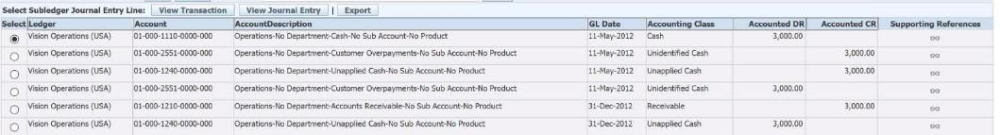 Select Subledger Journal Entry Line: View Transaction View Journal Entry | Export
Select Ledger Account AccountDescription GL Date Accounting Class Accounted DR Accounted CR Supporting References
Vision Operations (USA) 01-000-1110-0000-000 Operations-No Department-Cash-No Sub Account-No Product 11-May-2012 Cash 3,000.00
Vision Operations (USA) 01-000-2551-0000-000 Operations-No Department-Customer Overpayments-No Sub Account-No Product 11-May-2012 Unidentified Cash 3,000.00
Vision Operations (USA) 01-000-1240-0000-000 Operations-No Department-Unapplied Cash-No Sub Account-No Product 11-May-2012 Unapplied Cash 3,000.00
Vision Operations (USA) 01-000-2551-0000-000 Operations-No Department-Customer Overpayments-No Sub Account-No Product 11-May-2012 Unidentified Cash 3,000.00
Vision Operations (USA) 01-000-1210-0000-000 Operations-No Department-Accounts Receivable-No Sub Account-No Product 31-Dec-2012 Receivable 3,000.00
Vision Operations (USA) 01-000-1240-0000-000 Operations-No Department-Unapplied Cash-No Sub Account-No Product 31-Dec-2012 Unapplied Cash 3,000.00